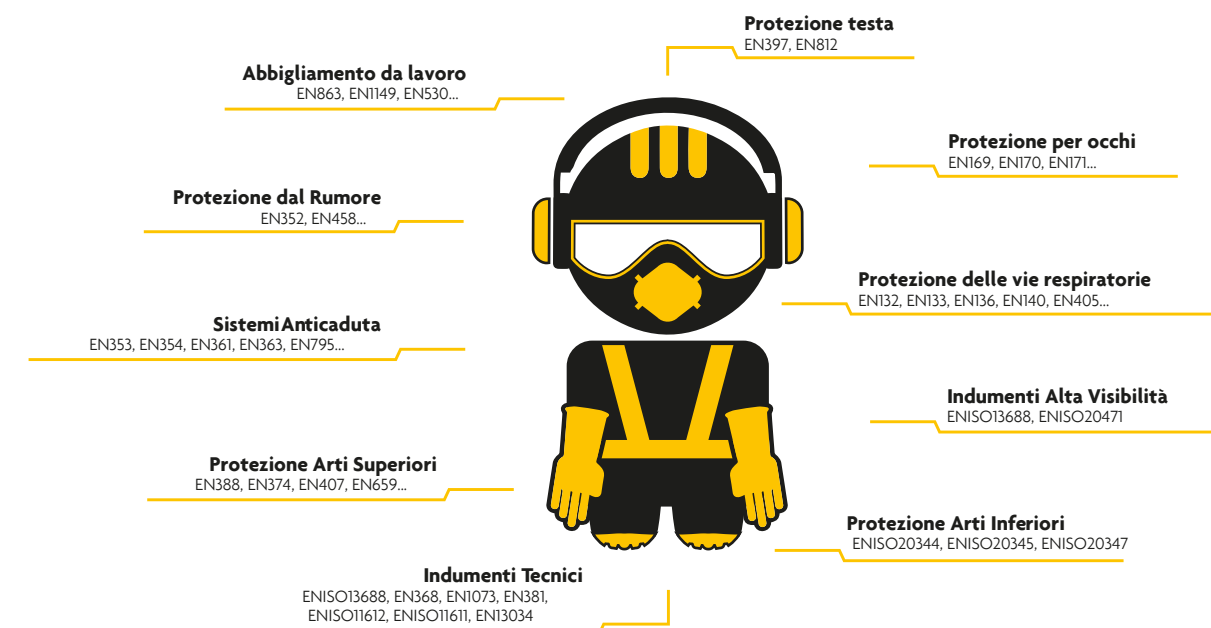 Protezione testa
EN397, EN812
Abbigliamento da lavoro
EN863, EN1149, EN530...
Protezione per occhi
EN169, EN170, EN171...
Protezione dal Rumore
EN352, EN458...
Protezione delle vie respiratorie
EN132, EN133, EN136, EN140, EN405...
Sistemi Anticaduta
EN353, EN354, EN361, EN363, EN795...
Indumenti Alta Visibilità
ENISO13688, ENISO20471
Protezione Arti Superiori
EN388, EN374, EN407, EN659...
Protezione Arti Inferiori
ENISO20344, ENISO20345, ENISO20347
Indumenti Tecnici
ENISO13688, EN368, EN1073, EN381,
ENISO11612, ENISO11611, EN13034